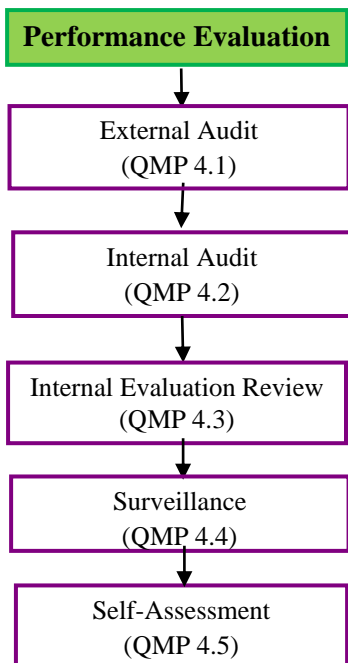 Performance Evaluation
External Audit
(QMP 4.1)
Internal Audit
(QMP 4.2)
Internal Evaluation Review
(QMP 4.3)
Surveillance
(QMP 4.4)
Self-Assessment
(QMP 4.5)